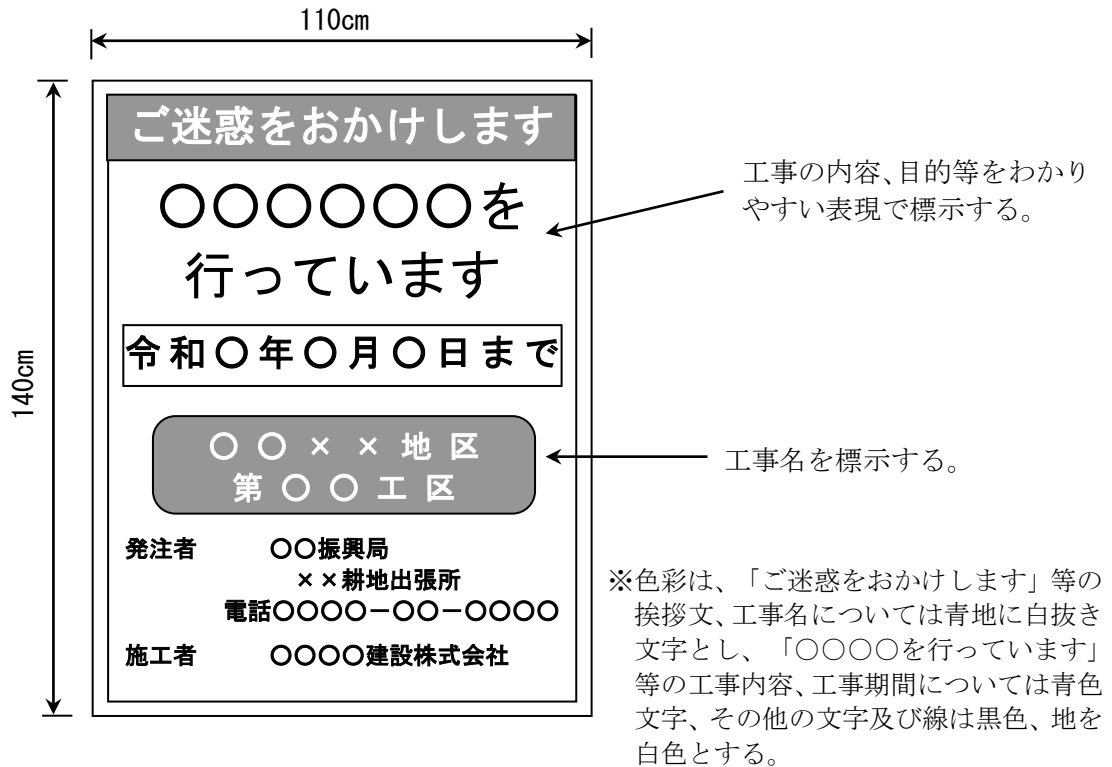 110cm
140cm
ご迷惑をおかけします
〇〇〇〇〇〇を
行っています
令和〇年〇月〇日まで
〇〇××地区
第〇〇工区
発注者 〇〇振興局
××耕地出張所
電話〇〇〇〇－〇〇－〇〇〇〇
施工者 〇〇〇〇建設株式会社
工事の内容、目的等をわかり
やすい表現で標示する。
工事名を標示する。
※色彩は、「ご迷惑をおかけします」等の
挨拶文、工事名については青地に白抜き
文字とし、「〇〇〇〇を行っています」
等の工事内容、工事期間については青色
文字、その他の文字及び線は黒色、地を
白色とする。